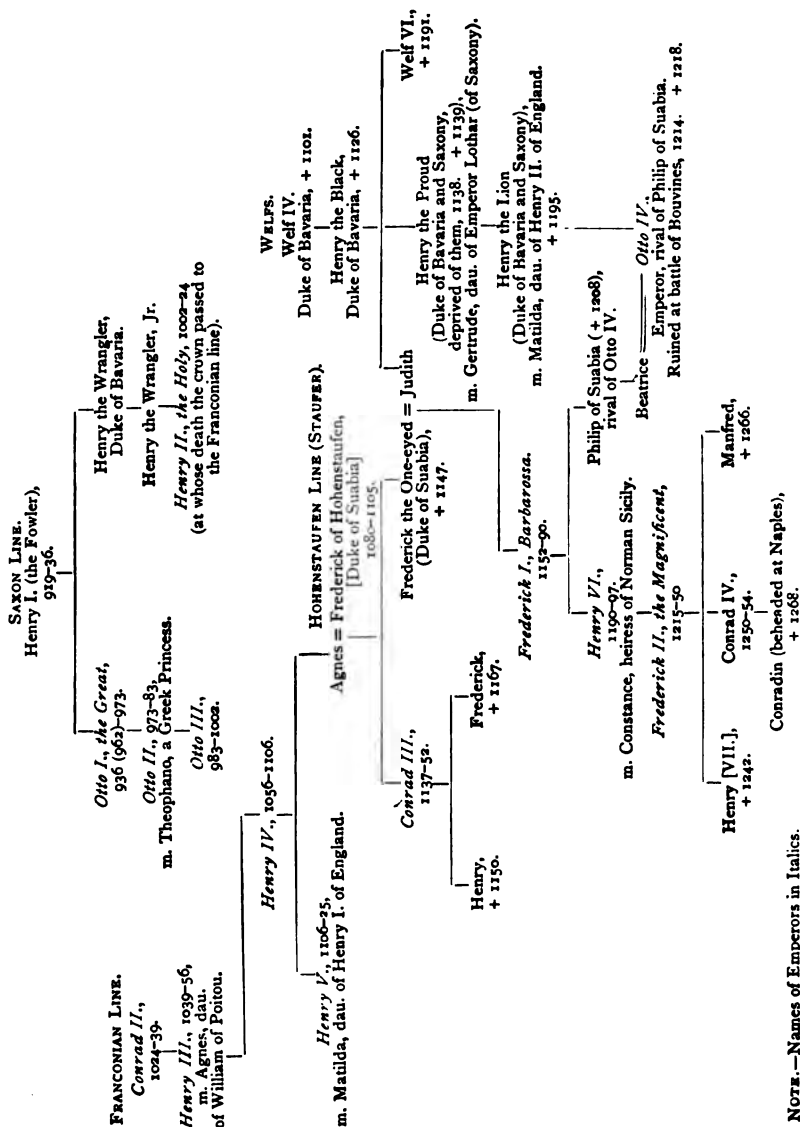 SAXON LINE.
Henry I. (the Fowler),
919-36.
Otto I., the Great,
936 (962)-973.
Otto II., 973-83,
m. Theophano, a Greek Princess.
Otto III.,
983-1002.
Henry the Wrangler,
Duke of Bavaria.
Henry the Wrangler, Jr.
Henry II., the Holy, 1002-24
(at whose death the crown passed to
the Franconian line).
FRANCONIAN LINE.
Conrad II.,
1024-39.
Henry III., 1039-56,
m. Agnes, dau.
of William of Poitou.
Henry IV., 1056-1106.
Henry V., 1106-25,
m. Matilda, dau. of Henry I. of England.
HOHENSTAUFEN LINE (STAUFER).
Agnes = Frederick of Hohenstaufen,
[Duke of Suabia]
1080-1105.
Conrad III.,
1137-52.
Henry,
+ 1150.
Frederick,
+ 1167.
Frederick the One-eyed = Judith
(Duke of Suabia),
+ 1147.
WELFS.
Welf IV.
Duke of Bavaria, + 1101.
Henry the Black,
Duke of Bavaria, + 1126.
Henry the Proud
(Duke of Bavaria and Saxony,
deprived of them, 1138. + 1139),
m. Gertrude, dau. of Emperor Lothar (of Saxony).
Welf VI.,
+ 1191.
Henry the Lion
(Duke of Bavaria and Saxony),
m. Matilda, dau. of Henry II. of England.
+ 1195.
Frederick I., Barbarossa.
1152-90.
Henry VI.,
1190-97.
m. Constance, heiress of Norman Sicily.
Philip of Suabia (+ 1208),
rival of Otto IV.
Beatrice = Otto IV.,
Emperor, rival of Philip of Suabia.
Ruined at battle of Bouvines, 1214. + 1218.
Frederick II., the Magnificent,
1215-50
Henry [VII.],
+ 1242.
Conrad IV.,
1250-54.
Manfred,
+ 1266.
Conradin (beheaded at Naples),
+ 1268.
NOTE.—Names of Emperors in Italics.